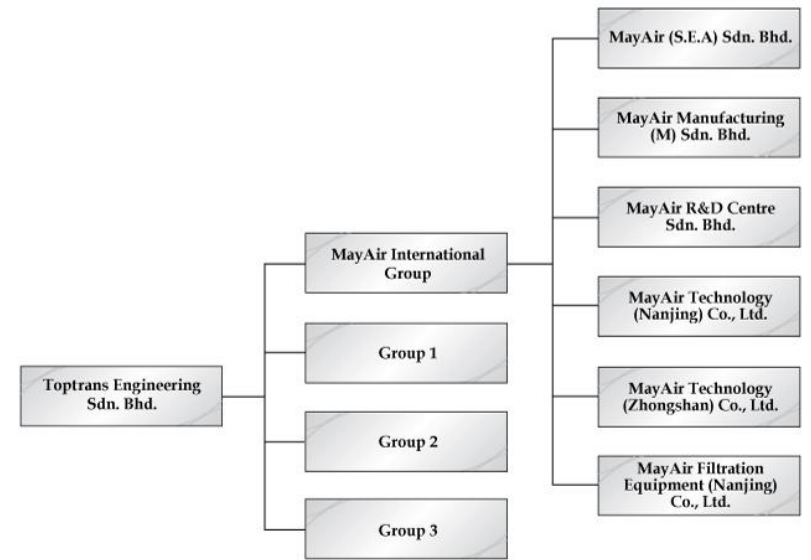 MayAir (S.E.A) Sdn. Bhd.
MayAir Manufacturing
(M) Sdn. Bhd.
MayAir R&D Centre
Sdn. Bhd.
MayAir International
Group
MayAir Technology
(Nanjing) Co., Ltd.
Group 1
Toptrans Engineering
Sdn. Bhd.
MayAir Technology
(Zhongshan) Co., Ltd.
Group 2
MayAir Filtration
Equipment (Nanjing)
Co., Ltd.
Group 3